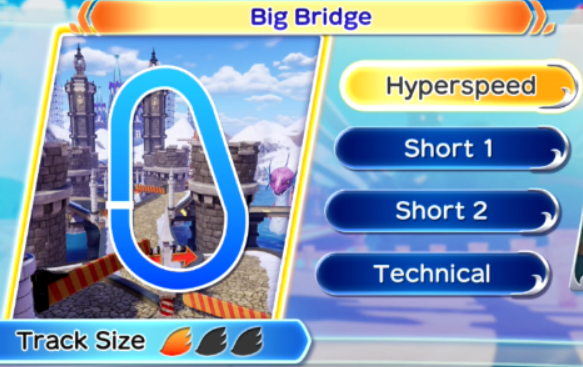 Big Bridge
Hyperspeed
Short 1
Short 2
Technical
Track Size